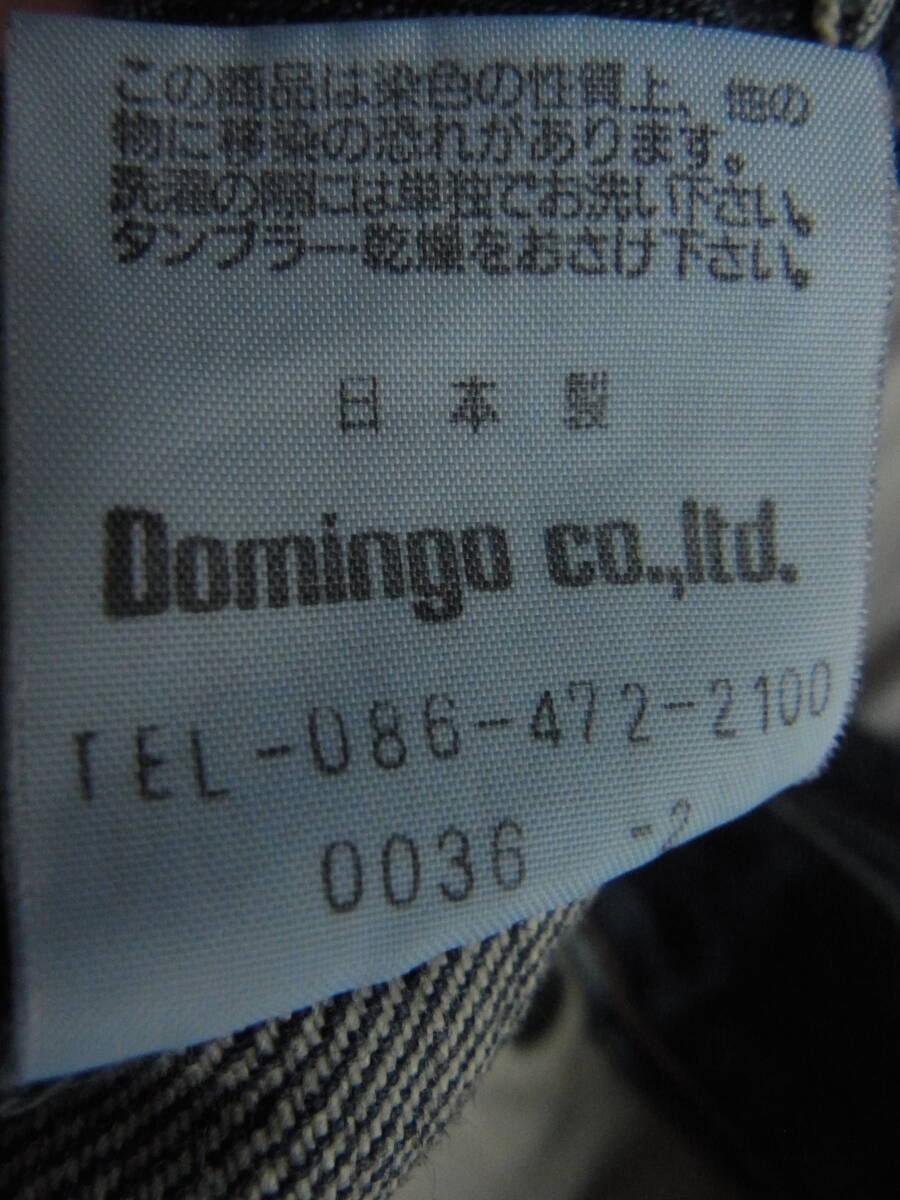 この商品は染色の性質上、他の
物に移染の恐れがあります。
洗濯の際には単独でお洗い下さい。
タンブラー乾燥をおさけ下さい。
日本製
Domingo co.,ltd.
TEL-086-472-2100
0036 -2